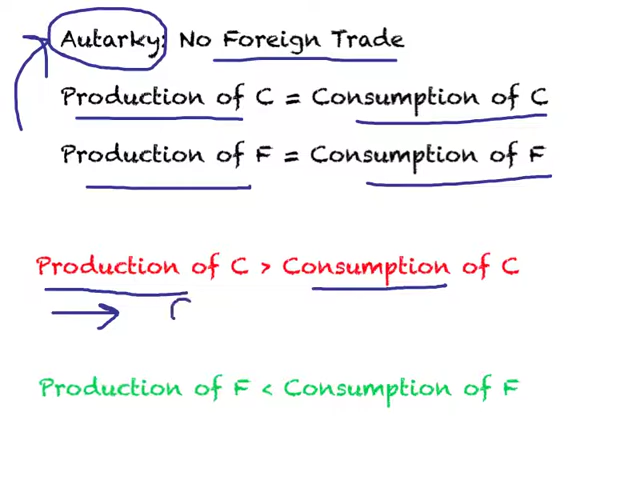 Autarky: No Foreign Trade
Production of C = Consumption of C
Production of F = Consumption of F
Production of C > Consumption of C
Production of F < Consumption of F